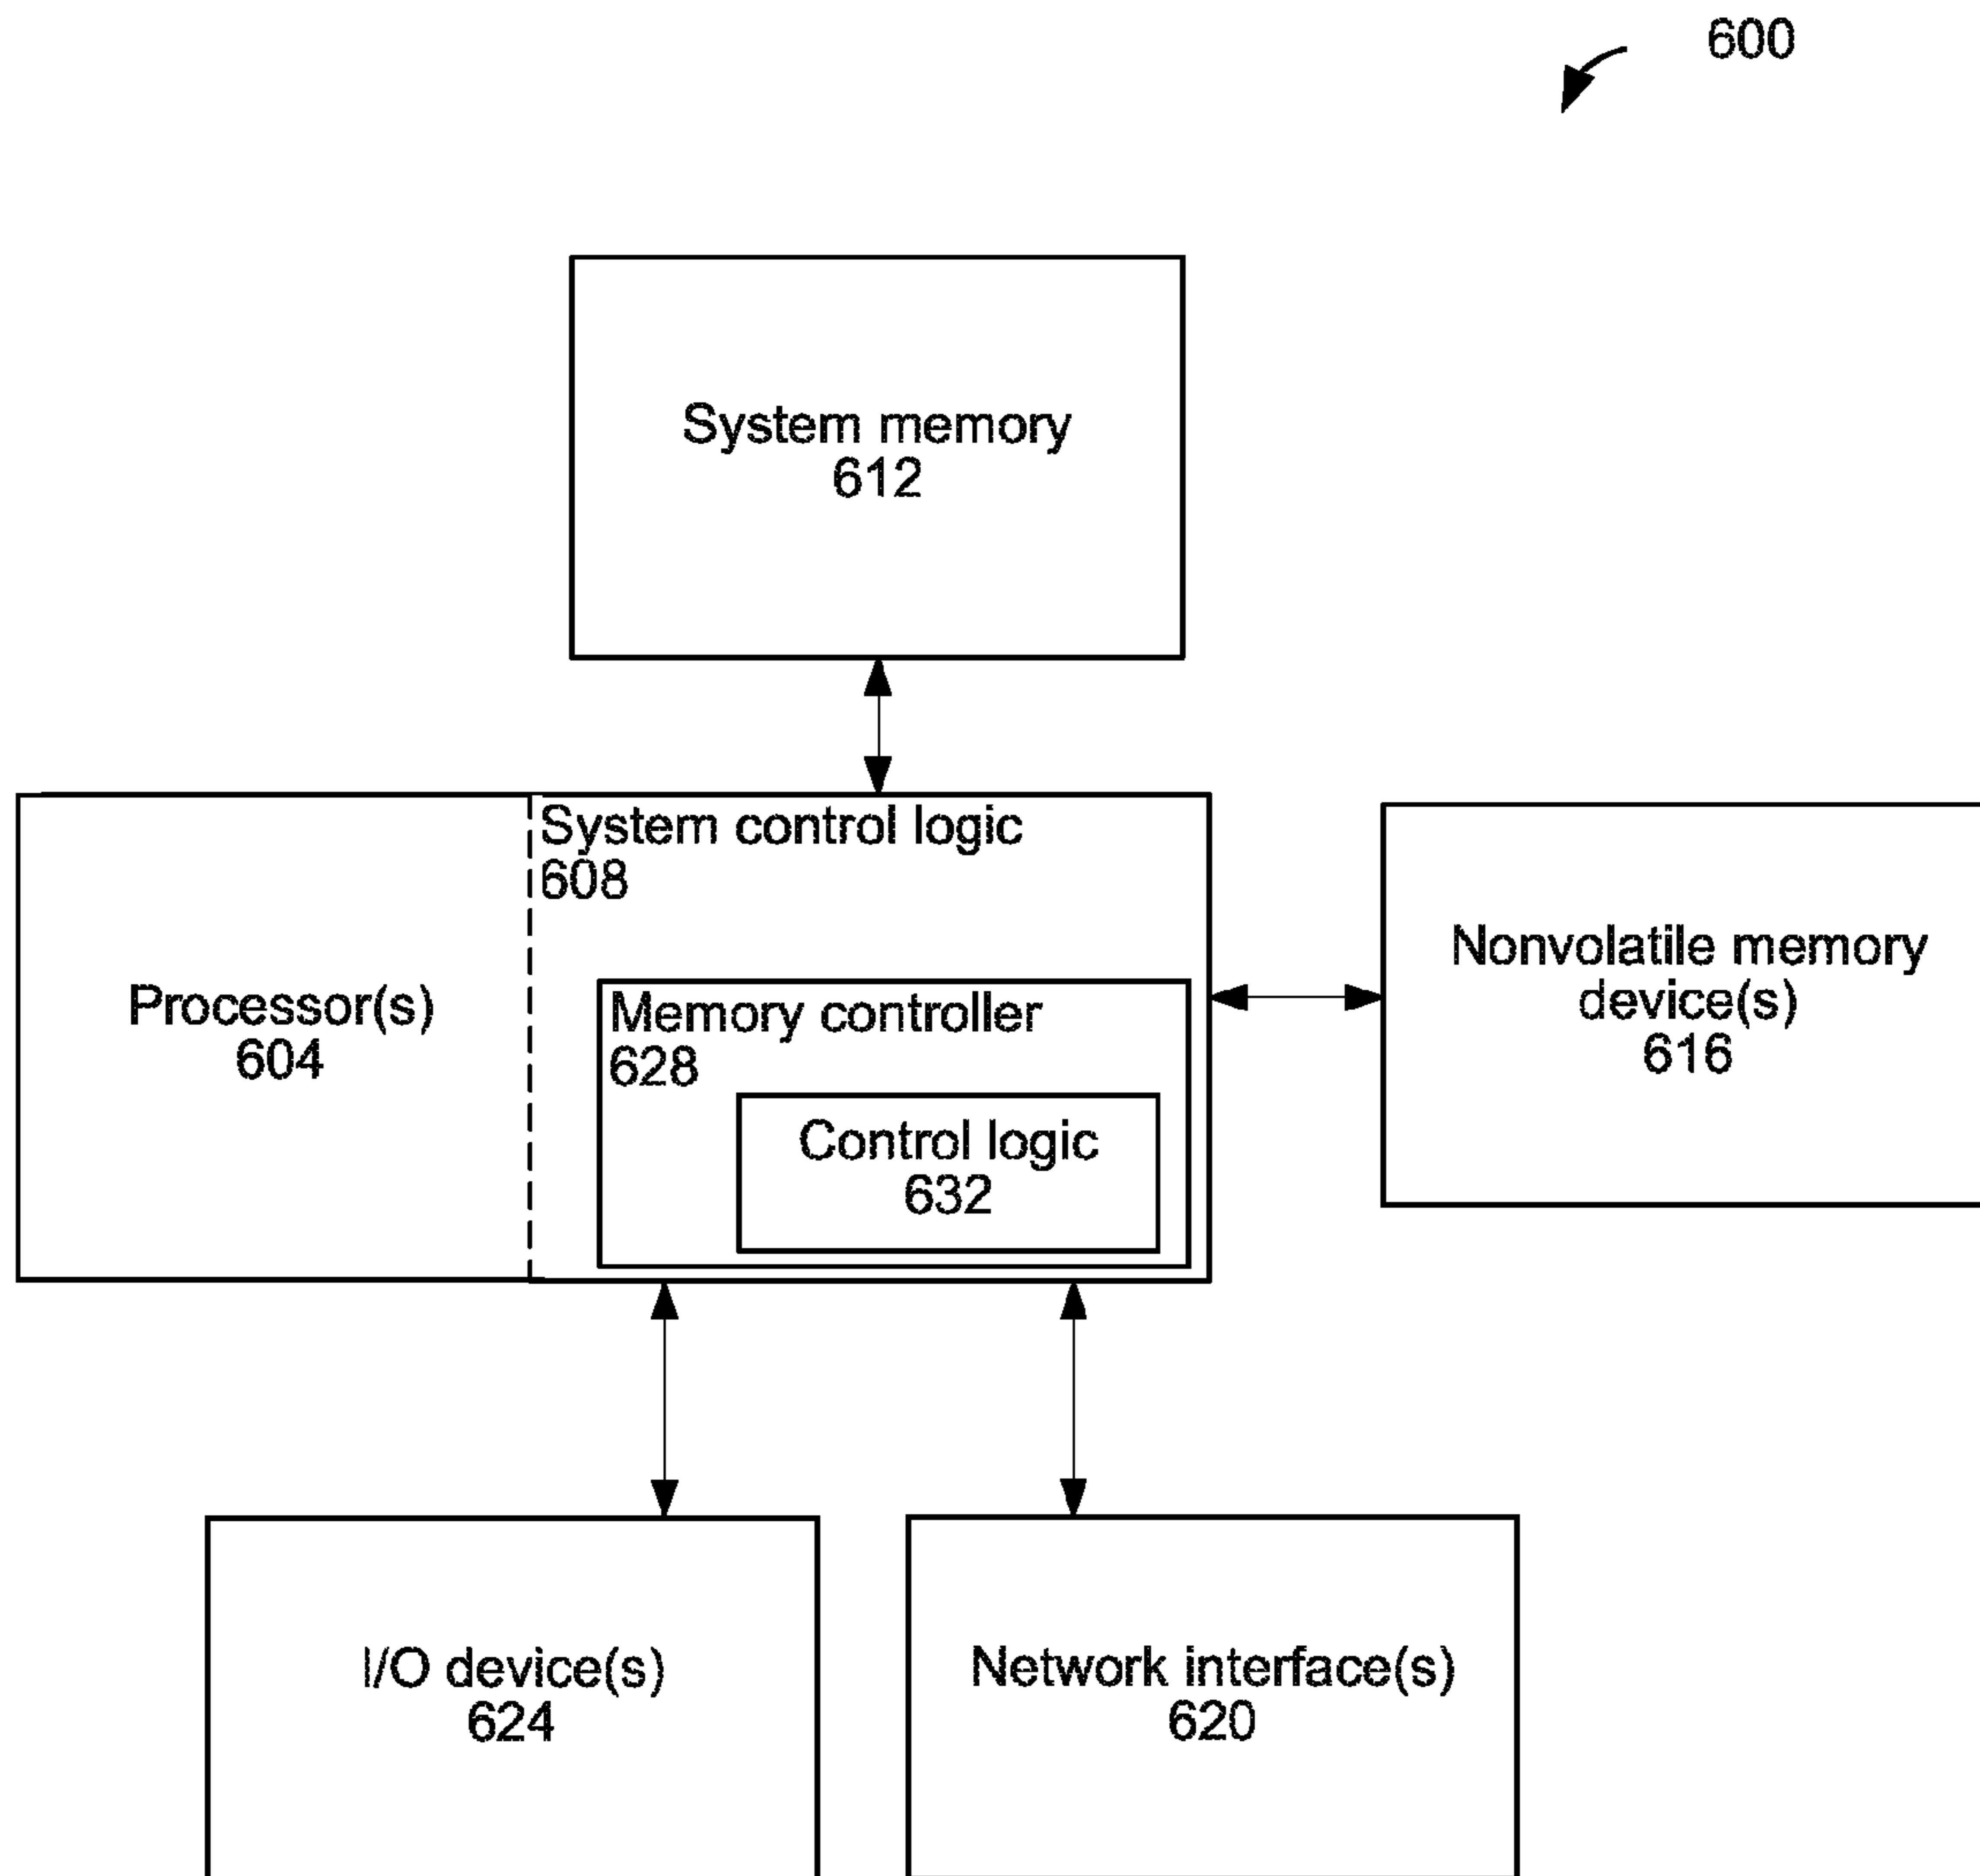 600
System memory
612
System control logic
608
Processor(s)
604
Memory controller
628
Control logic
632
Nonvolatile memory
device(s)
616
I/O device(s)
624
Network interface(s)
620